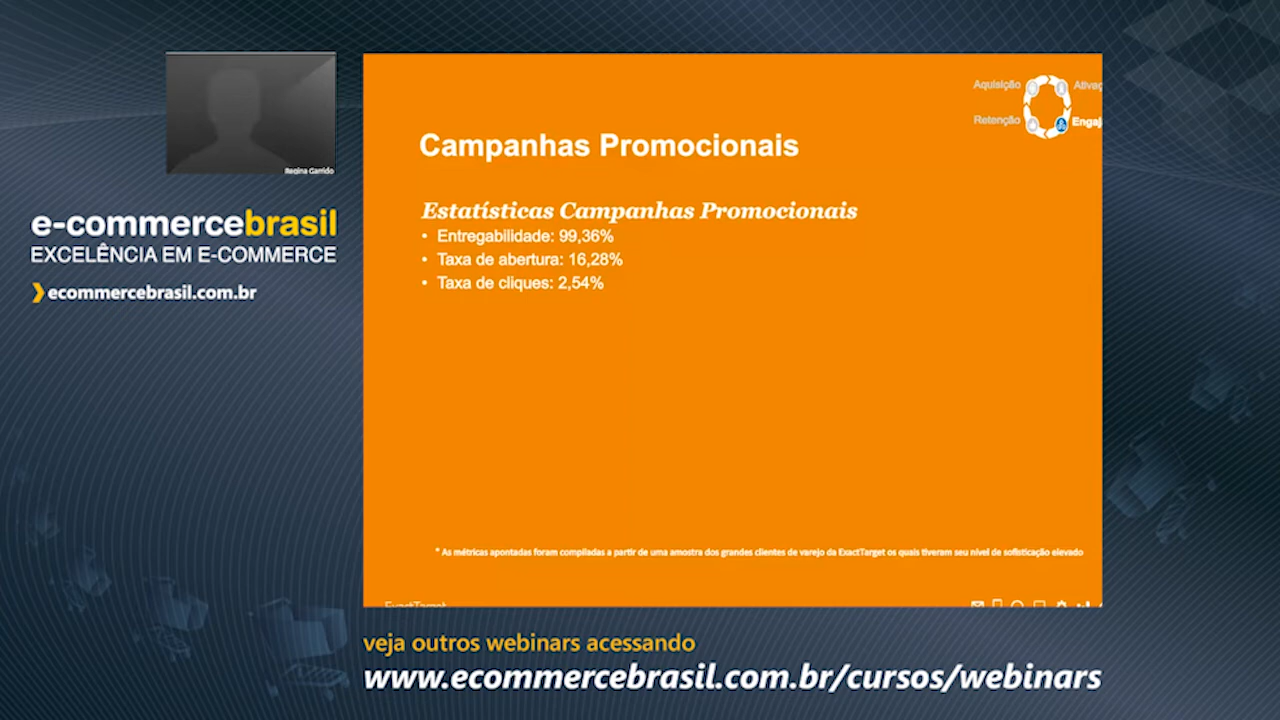 Regina Garrido
e-commercebrasil
EXCELÊNCIA EM E-COMMERCE
ecommercebrasil.com.br
Aquisição
Retenção
Campanhas Promocionais
Estatísticas Campanhas Promocionais
• Entregabilidade: 99,36%
• Taxa de abertura: 16,28%
• Taxa de cliques: 2,54%
* As métricas apontadas foram compiladas a partir de uma amostra dos grandes clientes de varejo da ExactTarget os quais tiveram seu nível de sofisticação elevado
ExactTarget
veja outros webinars acessando
www.ecommercebrasil.com.br/cursos/webinars